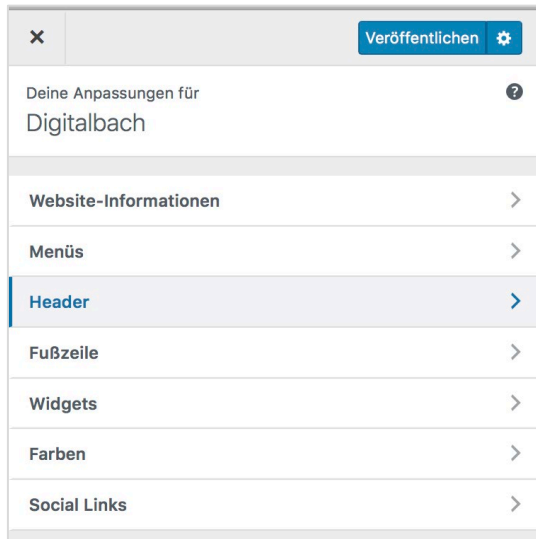 Veröffentlichen
Deine Anpassungen für
Digitalbach
Website-Informationen
Menüs
Header
Fußzeile
Widgets
Farben
Social Links